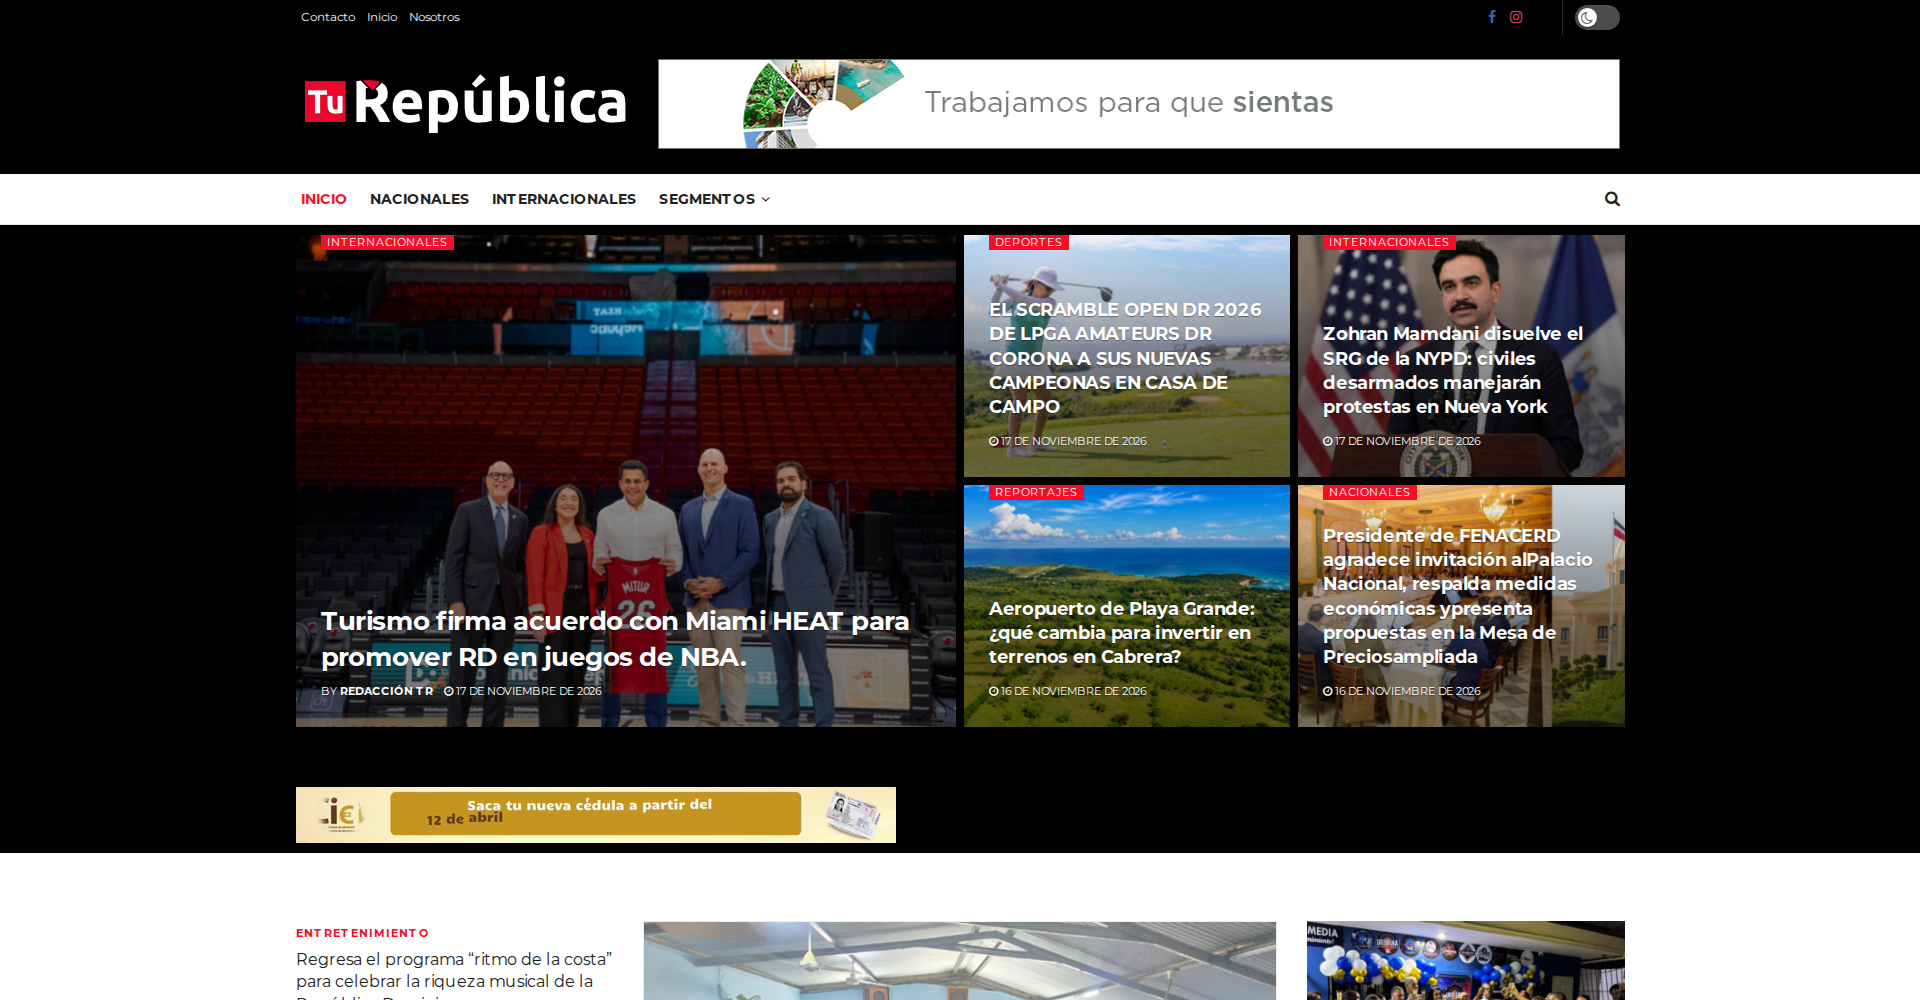 Contacto Inicio Nosotros
Tu República
Trabajamos para que sientas
INICIO NACIONALES INTERNACIONALES SEGMENTOS
INTERNACIONALES
HEAT
MITUR
26
Turismo firma acuerdo con Miami HEAT para
promover RD en juegos de NBA.
BY REDACCIÓN TR 17 DE NOVIEMBRE DE 2026
DEPORTES
EL SCRAMBLE OPEN DR 2026
DE LPGA AMATEURS DR
CORONA A SUS NUEVAS
CAMPEONAS EN CASA DE
CAMPO
17 DE NOVIEMBRE DE 2026
INTERNACIONALES
Zohran Mamdani disuelve el
SRG de la NYPD: civiles
desarmados manejarán
protestas en Nueva York
17 DE NOVIEMBRE DE 2026
REPORTAJES
Aeropuerto de Playa Grande:
¿qué cambia para invertir en
terrenos en Cabrera?
16 DE NOVIEMBRE DE 2026
NACIONALES
Presidente de FENACERD
agradece invitación alPalacio
Nacional, respalda medidas
económicas ypresenta
propuestas en la Mesa de
Preciosampliada
16 DE NOVIEMBRE DE 2026
Saca tu nueva cédula a partir del
12 de abril
ENTRETENIMIENTO
Regresa el programa “ritmo de la costa”
para celebrar la riqueza musical de la
MEDIA